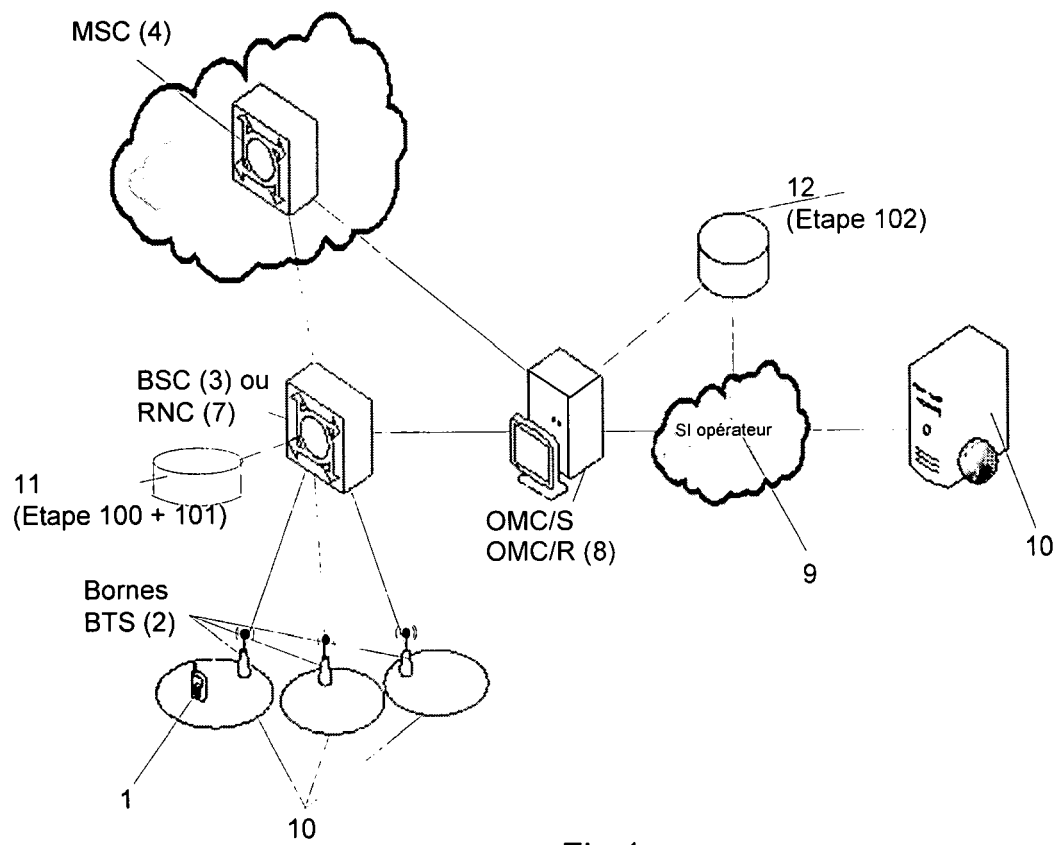 MSC (4)
12
(Etape 102)
BSC (3) ou
RNC (7)
SI opérateur
11
(Etape 100 + 101)
OMC/S
OMC/R (8)
10
9
Bornes
BTS (2)
1
10